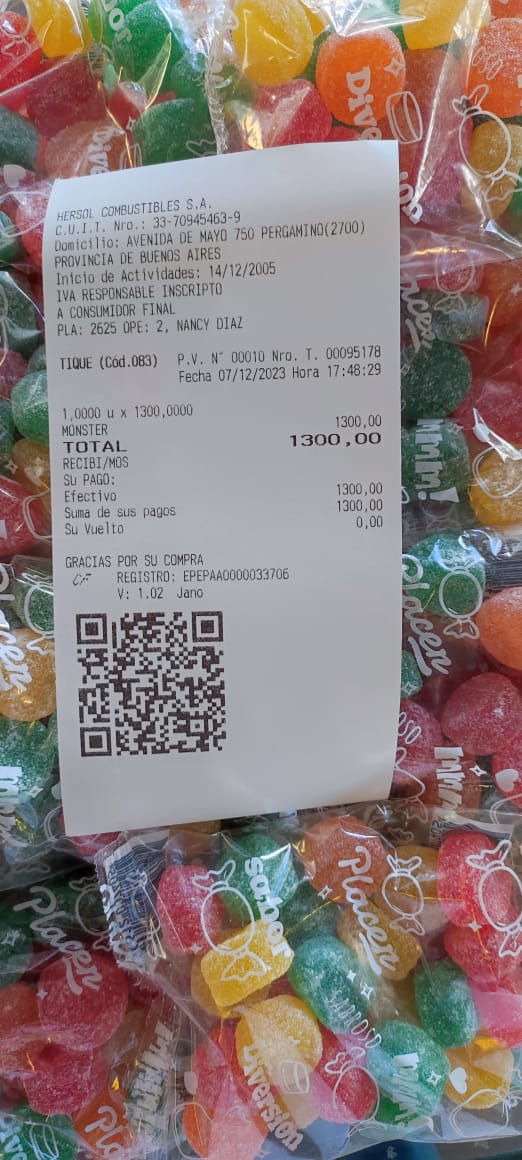 sabor
Diversión
HERSOL COMBUSTIBLES S.A.
C.U.I.T. Nro.: 33-70945463-9
Domicilio: AVENIDA DE MAYO 750 PERGAMINO(2700)
PROVINCIA DE BUENOS AIRES
Inicio de Actividades: 14/12/2005
IVA RESPONSABLE INSCRIPTO
A CONSUMIDOR FINAL
PLA: 2625 OPE: 2, NANCY DIAZ
TIQUE (Cód.083) P.V. N° 00010 Nro. T. 00095178
Fecha 07/12/2023 Hora 17:48:29
1,0000 u x 1300,0000
MONSTER 1300,00
TOTAL 1300,00
RECIBI/MOS
Su PAGO:
Efectivo 1300,00
Suma de sus pagos 1300,00
Su Vuelto 0,00
GRACIAS POR SU COMPRA
CF REGISTRO: EPEPAA0000033706
V: 1.02 Jano
Placer
mmm!
Placer
Placer
mmm!
Placer
sabor
Placer
Diversión
mmm!